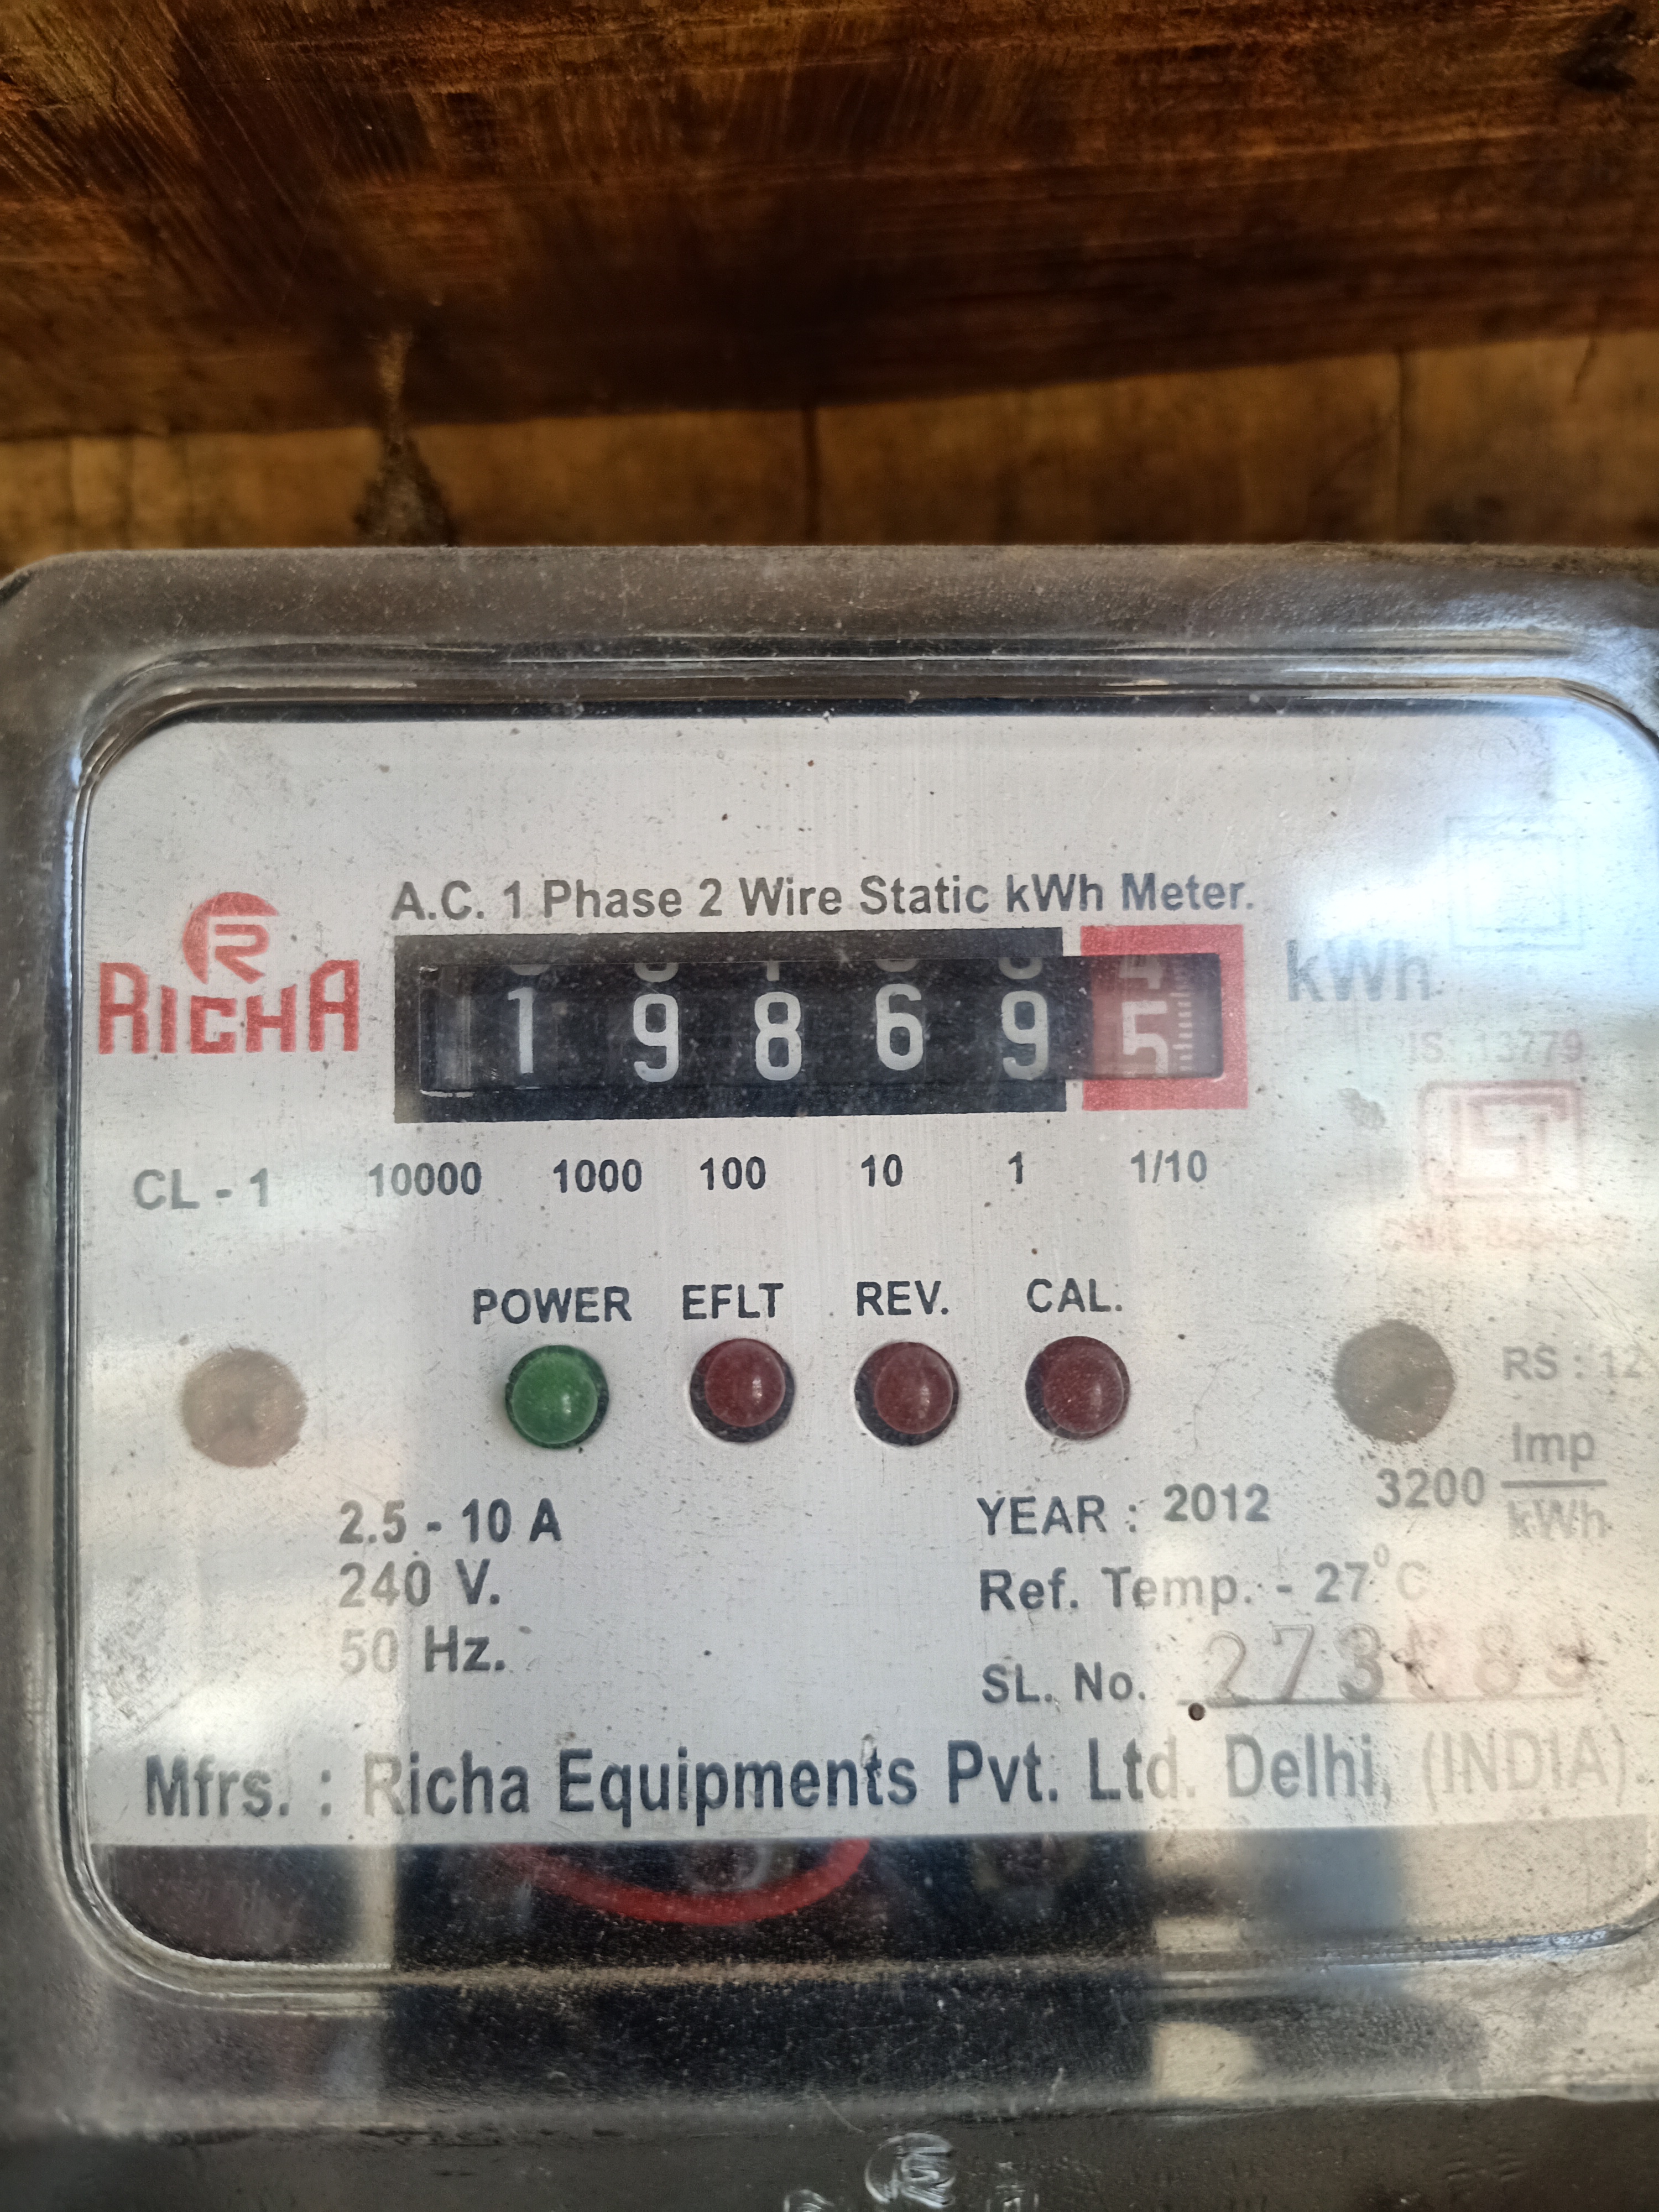 A.C. 1 Phase 2 Wire Static kWh Meter.
R
RICHA
1 9 8 6 9 5
kWh
IS 13779
CL - 1
10000 1000 100 10 1 1/10
POWER EFLT REV. CAL.
RS : 12
3200 Imp
kWh
2.5 - 10 A
240 V.
50 Hz.
YEAR : 2012
Ref. Temp. - 27°C
SL. No.
Mfrs. : Richa Equipments Pvt. Ltd. Delhi, (INDIA).